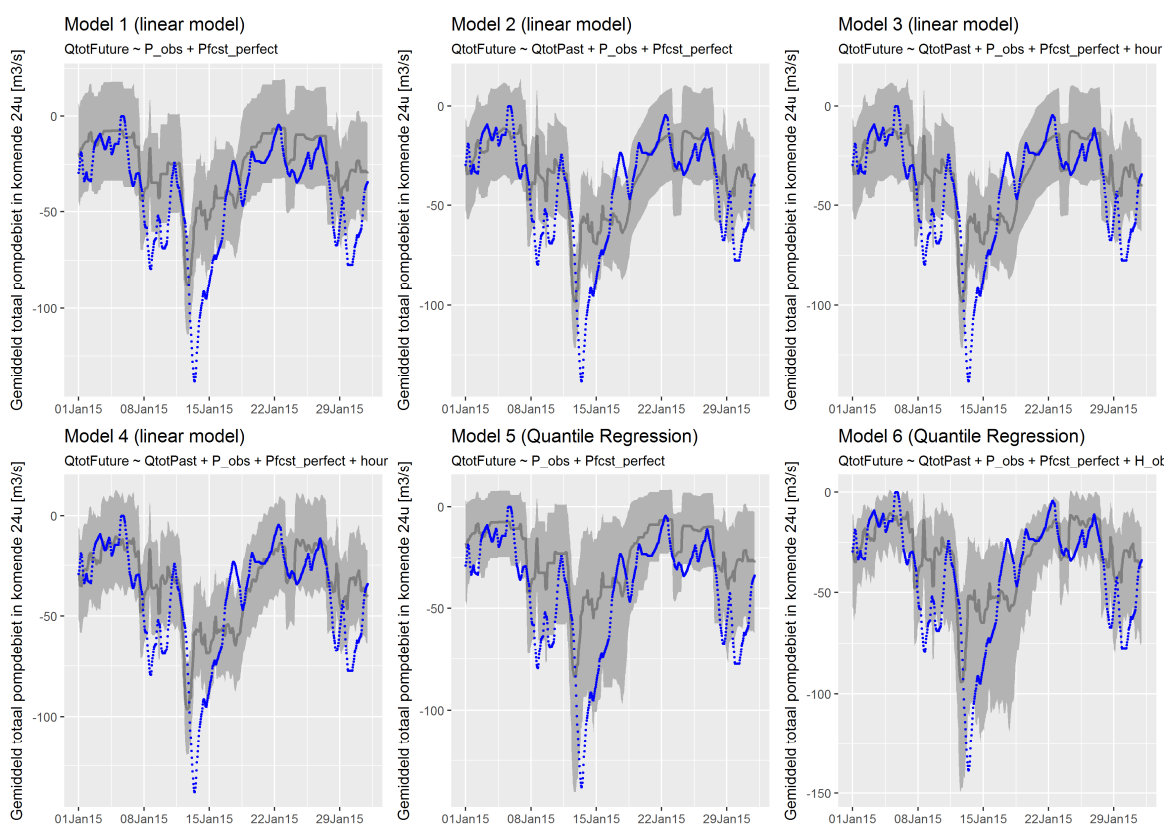 Model 1 (linear model)
QtotFuture ~ P_obs + Pfcst_perfect
Gemiddeld totaal pompdebiet in komende 24u [m3/s]
0
-50
-100
01Jan15 08Jan15 15Jan15 22Jan15 29Jan15
Model 2 (linear model)
QtotFuture ~ QtotPast + P_obs + Pfcst_perfect
Gemiddeld totaal pompdebiet in komende 24u [m3/s]
0
-50
-100
01Jan15 08Jan15 15Jan15 22Jan15 29Jan15
Model 3 (linear model)
QtotFuture ~ QtotPast + P_obs + Pfcst_perfect + hour
Gemiddeld totaal pompdebiet in komende 24u [m3/s]
0
-50
-100
01Jan15 08Jan15 15Jan15 22Jan15 29Jan15
Model 4 (linear model)
QtotFuture ~ QtotPast + P_obs + Pfcst_perfect + hour
Gemiddeld totaal pompdebiet in komende 24u [m3/s]
0
-50
-100
01Jan15 08Jan15 15Jan15 22Jan15 29Jan15
Model 5 (Quantile Regression)
QtotFuture ~ P_obs + Pfcst_perfect
Gemiddeld totaal pompdebiet in komende 24u [m3/s]
0
-50
-100
01Jan15 08Jan15 15Jan15 22Jan15 29Jan15
Model 6 (Quantile Regression)
QtotFuture ~ QtotPast + P_obs + Pfcst_perfect + H_ob
Gemiddeld totaal pompdebiet in komende 24u [m3/s]
0
-50
-100
-150
01Jan15 08Jan15 15Jan15 22Jan15 29Jan15